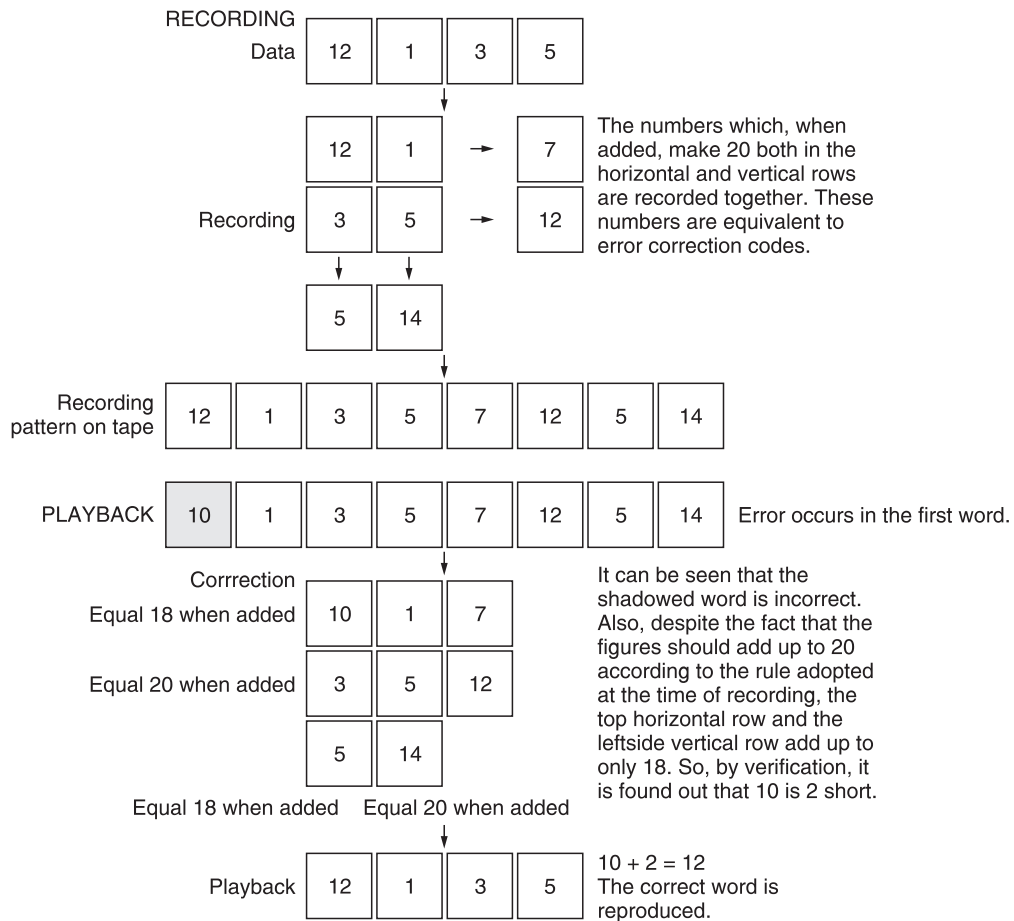 RECORDING
Data 12 1 3 5
12 1 7
Recording 3 5 12
The numbers which, when
added, make 20 both in the
horizontal and vertical rows
are recorded together. These
numbers are equivalent to
error correction codes.
5 14
Recording
pattern on tape
12 1 3 5 7 12 5 14
PLAYBACK 10 1 3 5 7 12 5 14 Error occurs in the first word.
Corrrection
Equal 18 when added 10 1 7
Equal 20 when added 3 5 12
5 14
It can be seen that the
shadowed word is incorrect.
Also, despite the fact that the
figures should add up to 20
according to the rule adopted
at the time of recording, the
top horizontal row and the
leftside vertical row add up to
only 18. So, by verification, it
is found out that 10 is 2 short.
Equal 18 when added Equal 20 when added
Playback 12 1 3 5
10 + 2 = 12
The correct word is
reproduced.